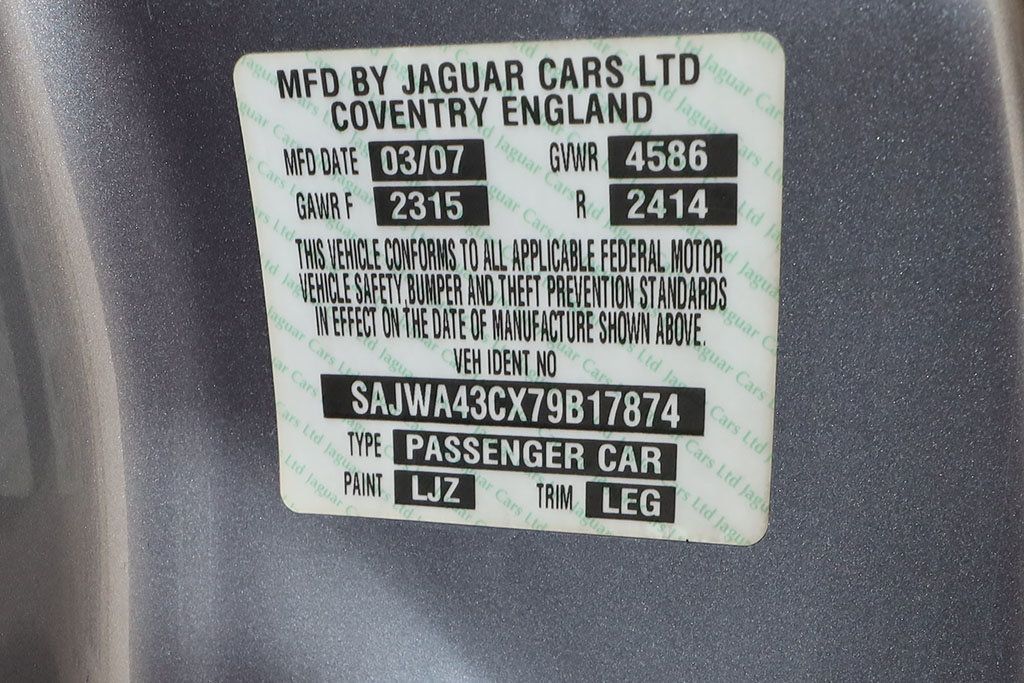 MFD BY JAGUAR CARS LTD
COVENTRY ENGLAND
MFD DATE 03/07 GVWR 4586
GAWR F 2315 R 2414
THIS VEHICLE CONFORMS TO ALL APPLICABLE FEDERAL MOTOR
VEHICLE SAFETY,BUMPER AND THEFT PREVENTION STANDARDS
IN EFFECT ON THE DATE OF MANUFACTURE SHOWN ABOVE.
VEH IDENT NO
SAJWA43CX79B17874
TYPE PASSENGER CAR
PAINT LJZ TRIM LEG